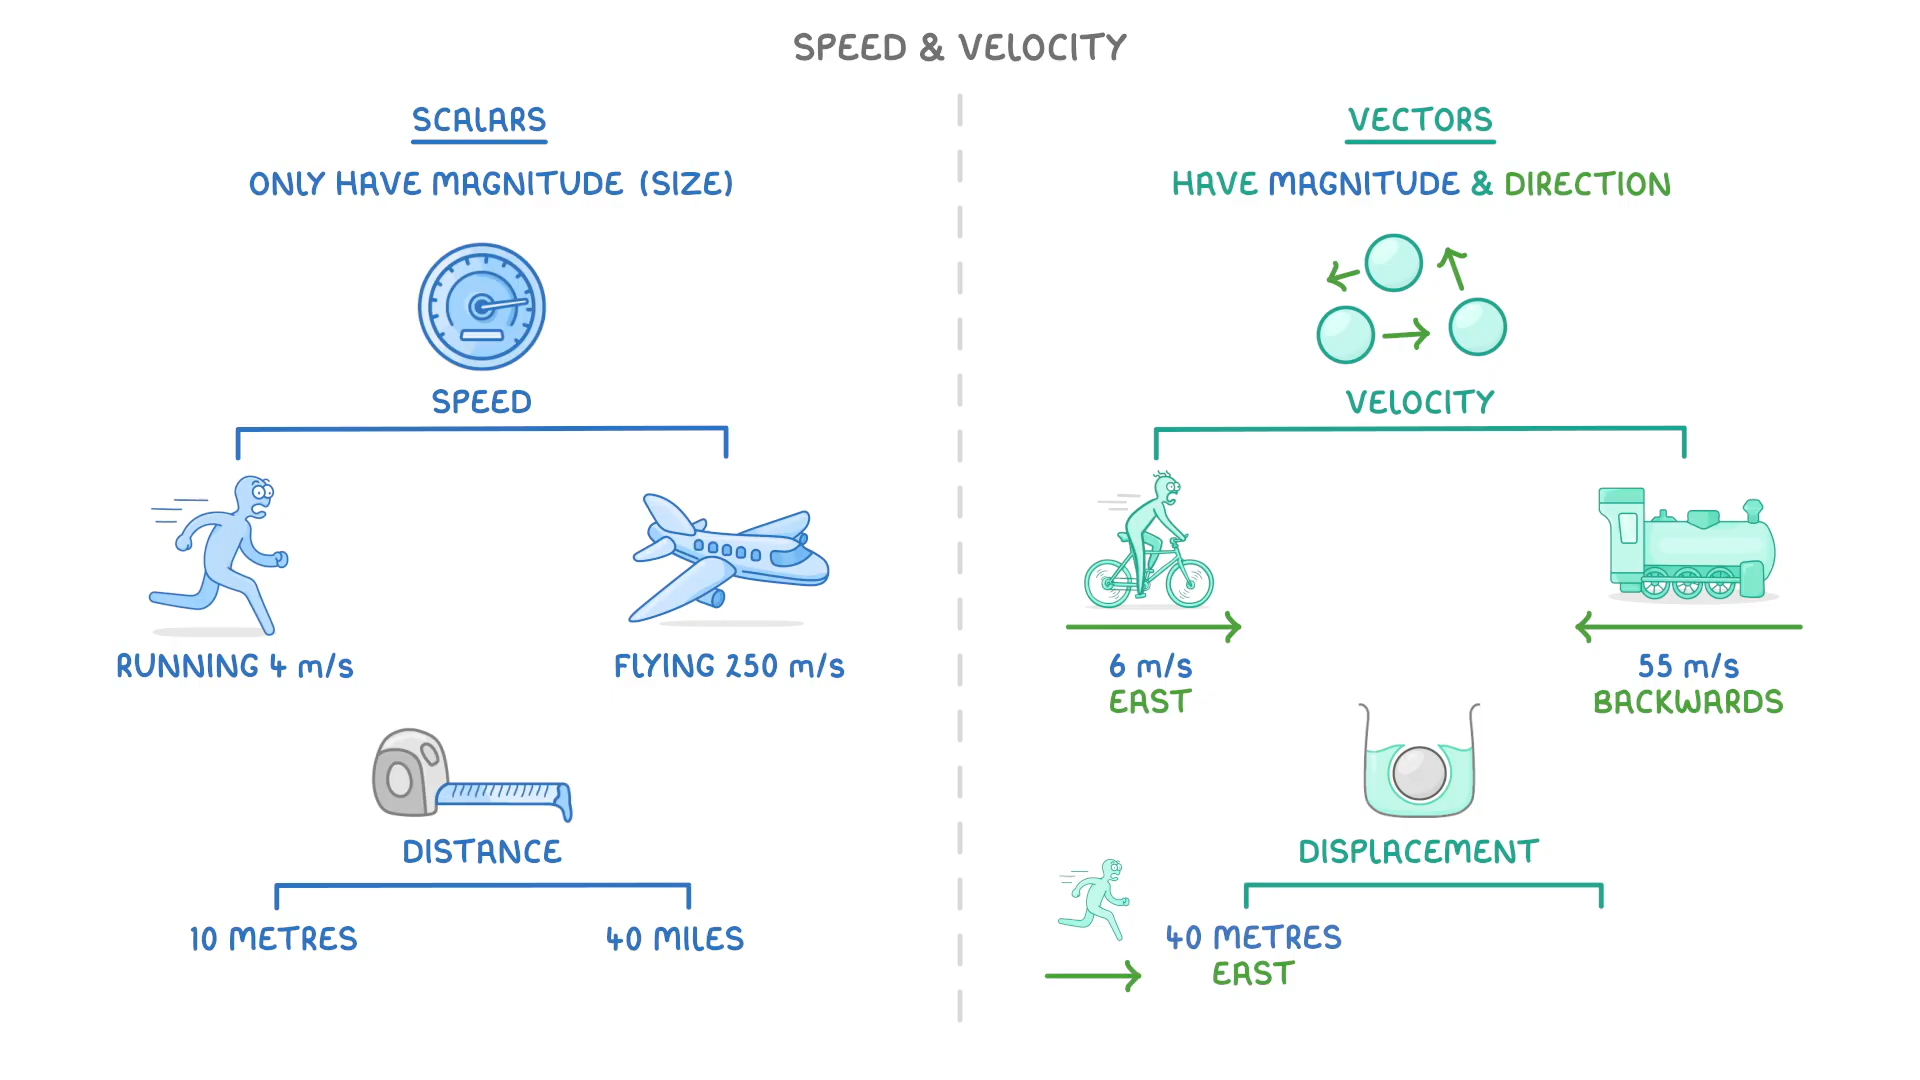 SPEED & VELOCITY
SCALARS
ONLY HAVE MAGNITUDE (SIZE)
SPEED
RUNNING 4 m/s
FLYING 250 m/s
DISTANCE
10 METRES
40 MILES
VECTORS
HAVE MAGNITUDE & DIRECTION
VELOCITY
6 m/s
EAST
55 m/s
BACKWARDS
DISPLACEMENT
40 METRES
EAST